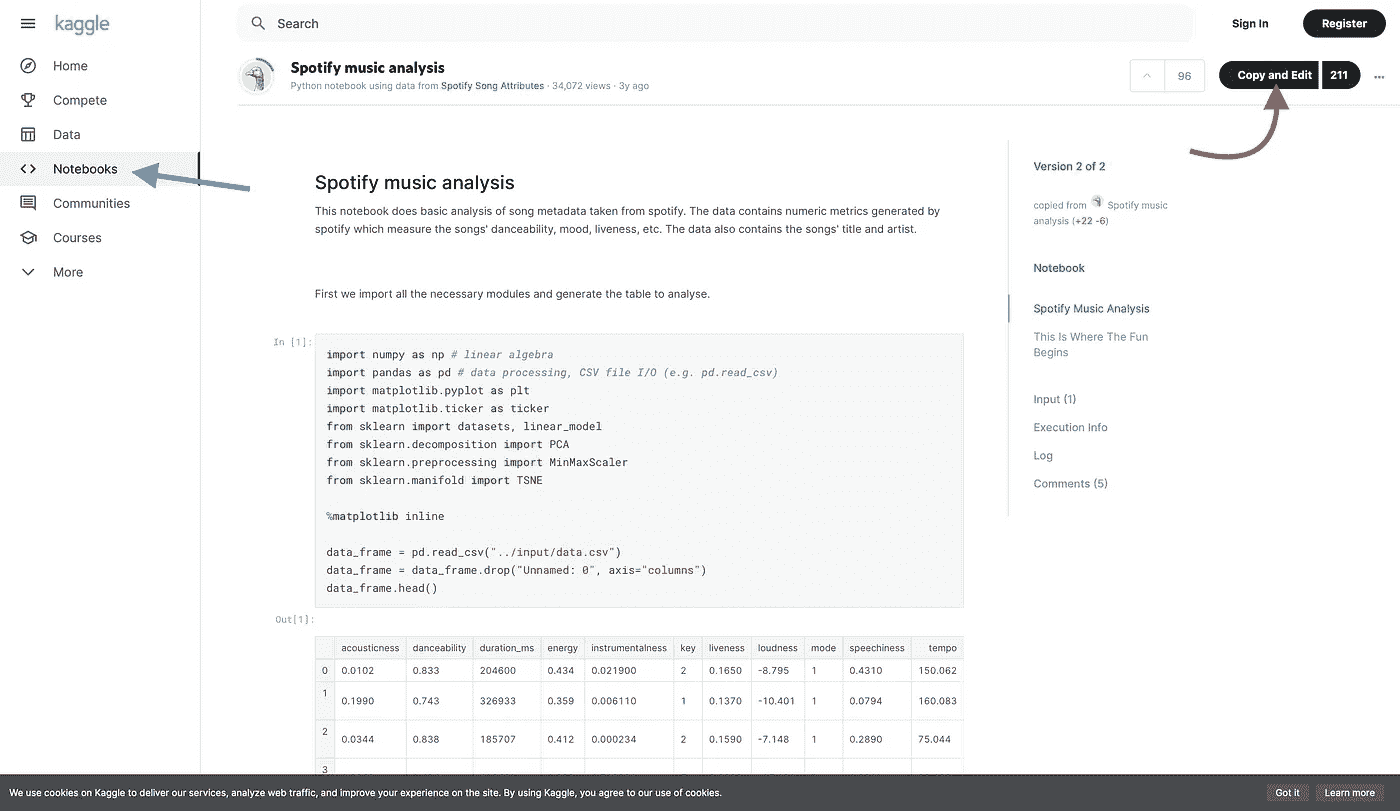 kaggle
Search
Sign In
Register
Home
Compete
Data
Notebooks
Communities
Courses
More
Spotify music analysis
Python notebook using data from Spotify Song Attributes · 34,072 views · 3y ago
96
Copy and Edit
211
Spotify music analysis
This notebook does basic analysis of song metadata taken from spotify. The data contains numeric metrics generated by
spotify which measure the songs' danceability, mood, liveness, etc. The data also contains the songs' title and artist.
First we import all the necessary modules and generate the table to analyse.
In [1]:
import numpy as np # linear algebra
import pandas as pd # data processing, CSV file I/O (e.g. pd.read_csv)
import matplotlib.pyplot as plt
import matplotlib.ticker as ticker
from sklearn import datasets, linear_model
from sklearn.decomposition import PCA
from sklearn.preprocessing import MinMaxScaler
from sklearn.manifold import TSNE
%matplotlib inline
data_frame = pd.read_csv("../input/data.csv")
data_frame = data_frame.drop("Unnamed: 0", axis="columns")
data_frame.head()
Out[1]:
acousticness danceability duration_ms energy instrumentalness key liveness loudness mode speechiness tempo
0 0.0102 0.833 204600 0.434 0.021900 2 0.1650 -8.795 1 0.4310 150.062
1 0.1990 0.743 326933 0.359 0.006110 1 0.1370 -10.401 1 0.0794 160.083
2 0.0344 0.838 185707 0.412 0.000234 2 0.1590 -7.148 1 0.2890 75.044
3
Version 2 of 2
copied from Spotify music
analysis (+22 -6)
Notebook
Spotify Music Analysis
This Is Where The Fun
Begins
Input (1)
Execution Info
Log
Comments (5)
We use cookies on Kaggle to deliver our services, analyze web traffic, and improve your experience on the site. By using Kaggle, you agree to our use of cookies.
Got it
Learn more